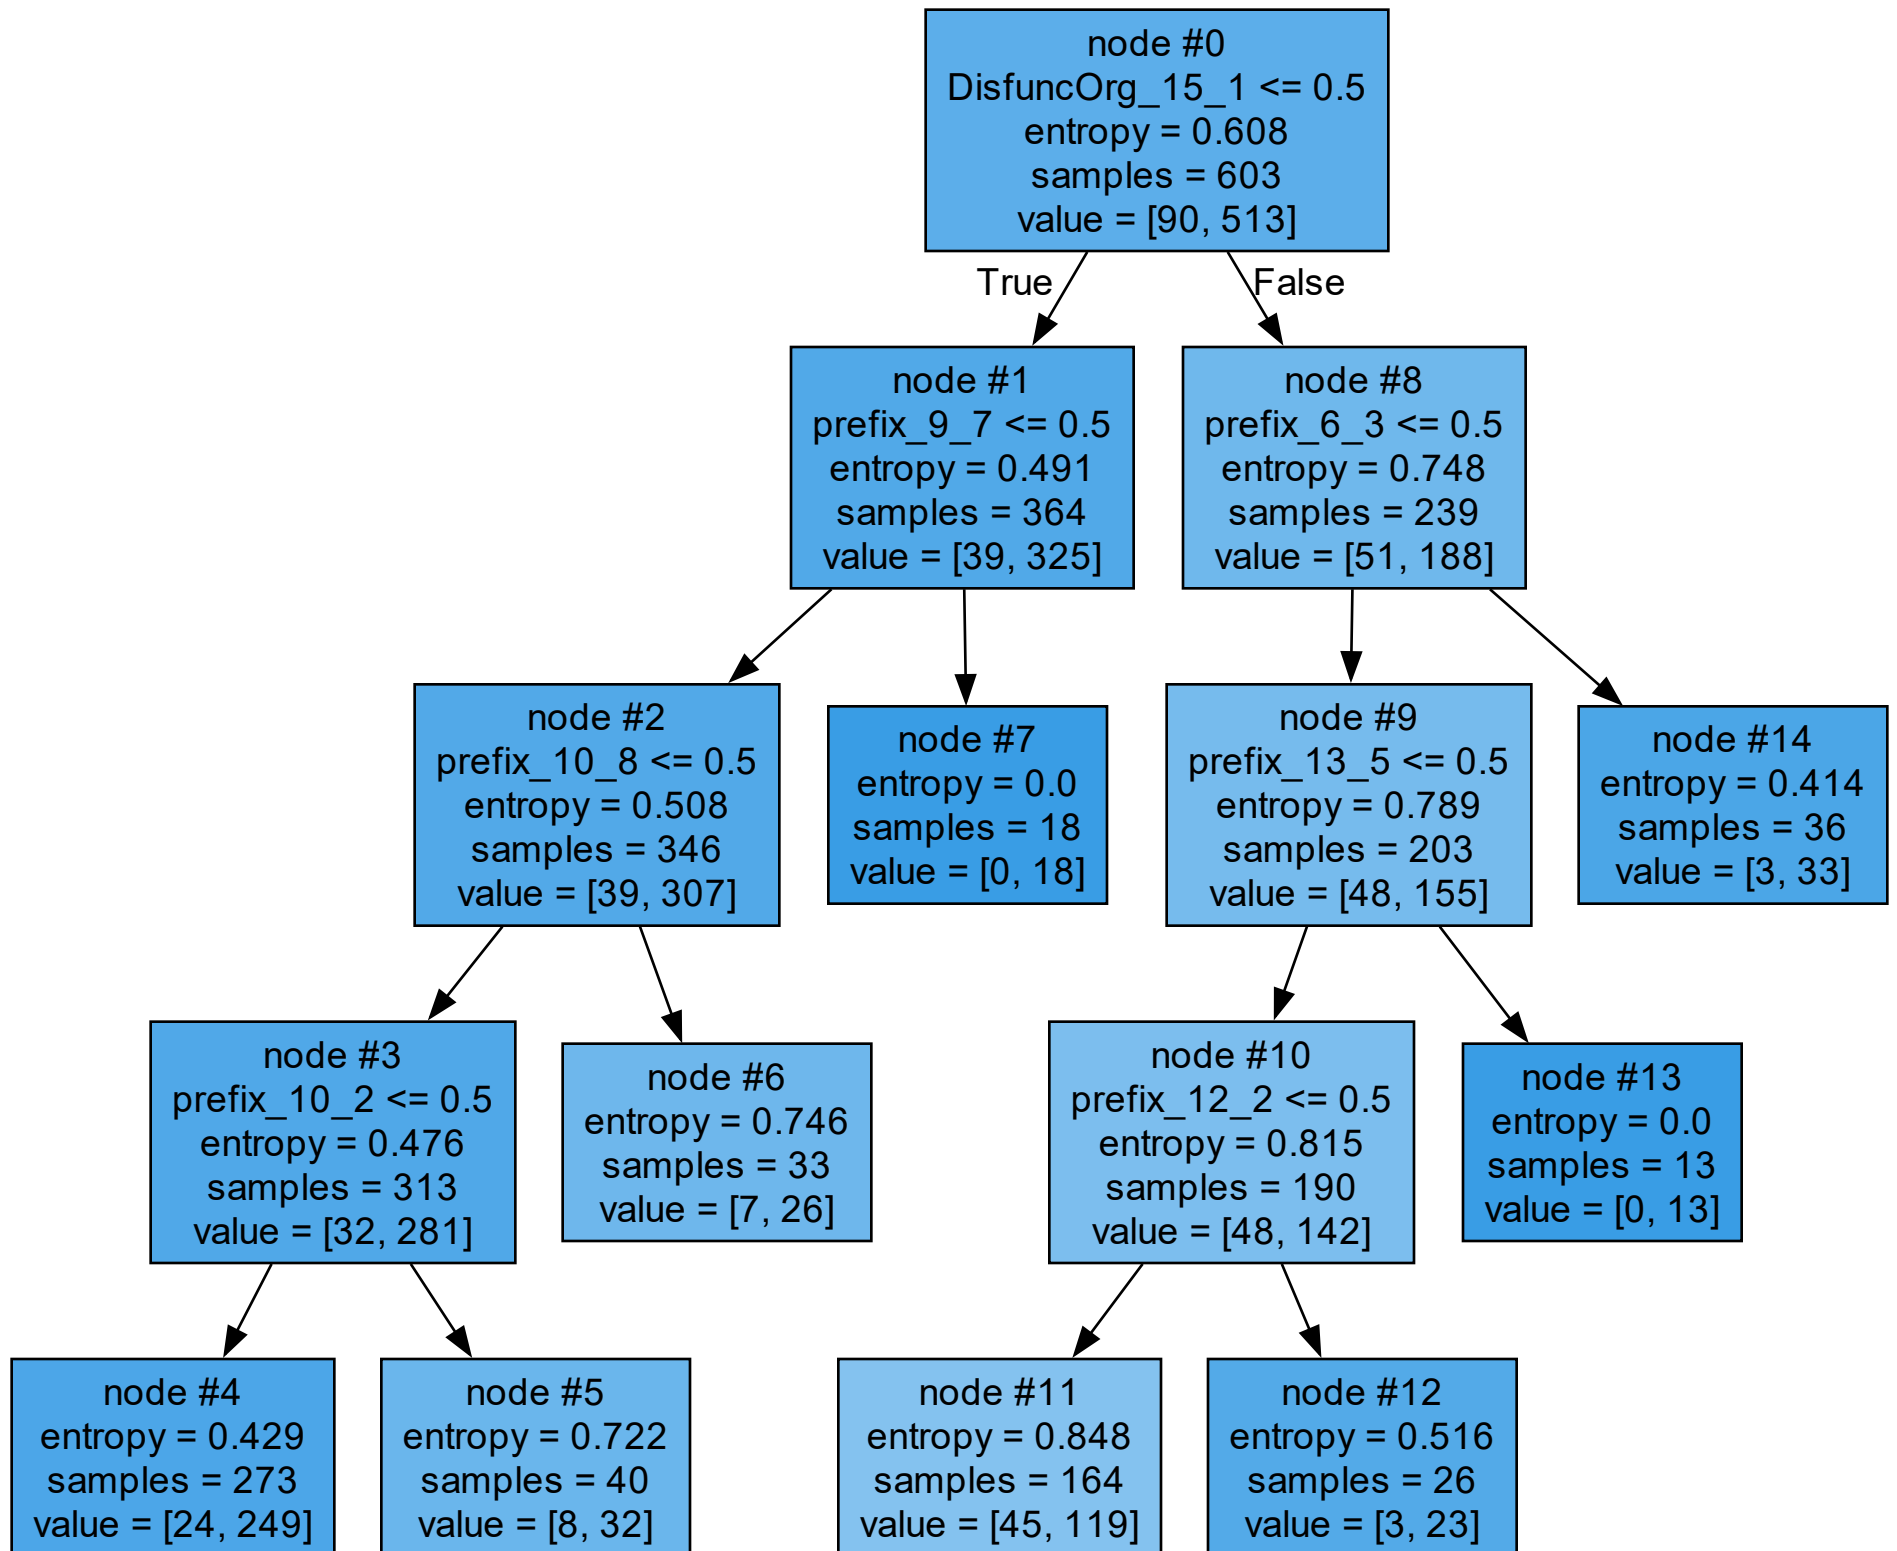 node #0
DisfuncOrg_15_1 <= 0.5
entropy = 0.608
samples = 603
value = [90, 513]
True
False
node #1
prefix_9_7 <= 0.5
entropy = 0.491
samples = 364
value = [39, 325]
node #8
prefix_6_3 <= 0.5
entropy = 0.748
samples = 239
value = [51, 188]
node #2
prefix_10_8 <= 0.5
entropy = 0.508
samples = 346
value = [39, 307]
node #7
entropy = 0.0
samples = 18
value = [0, 18]
node #9
prefix_13_5 <= 0.5
entropy = 0.789
samples = 203
value = [48, 155]
node #14
entropy = 0.414
samples = 36
value = [3, 33]
node #3
prefix_10_2 <= 0.5
entropy = 0.476
samples = 313
value = [32, 281]
node #6
entropy = 0.746
samples = 33
value = [7, 26]
node #10
prefix_12_2 <= 0.5
entropy = 0.815
samples = 190
value = [48, 142]
node #13
entropy = 0.0
samples = 13
value = [0, 13]
node #4
entropy = 0.429
samples = 273
value = [24, 249]
node #5
entropy = 0.722
samples = 40
value = [8, 32]
node #11
entropy = 0.848
samples = 164
value = [45, 119]
node #12
entropy = 0.516
samples = 26
value = [3, 23]